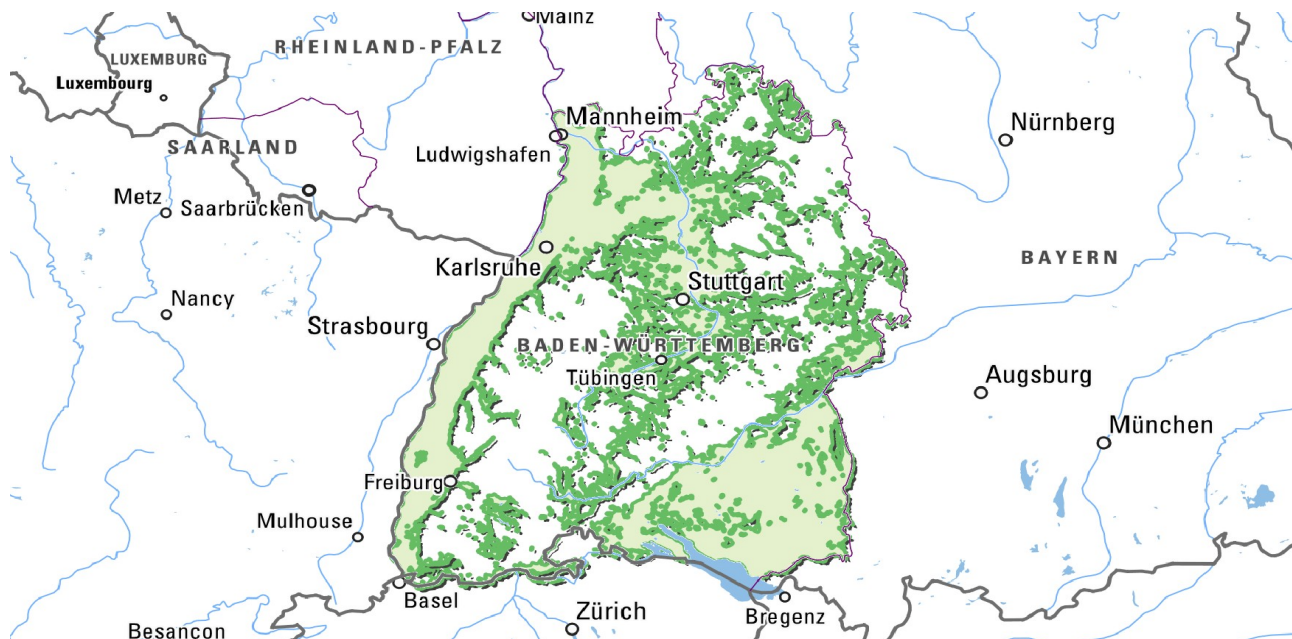 Mainz
RHEINLAND-PFALZ
LUXEMBURG
Luxembourg
Mannheim
Nürnberg
SAARLAND
Ludwigshafen
Metz
Saarbrücken
Karlsruhe
BAYERN
Stuttgart
Nancy
Strasbourg
BADEN-WÜRTTEMBERG
Tübingen
Augsburg
München
Freiburg
Mulhouse
Basel
Zürich
Bregenz
Besancon